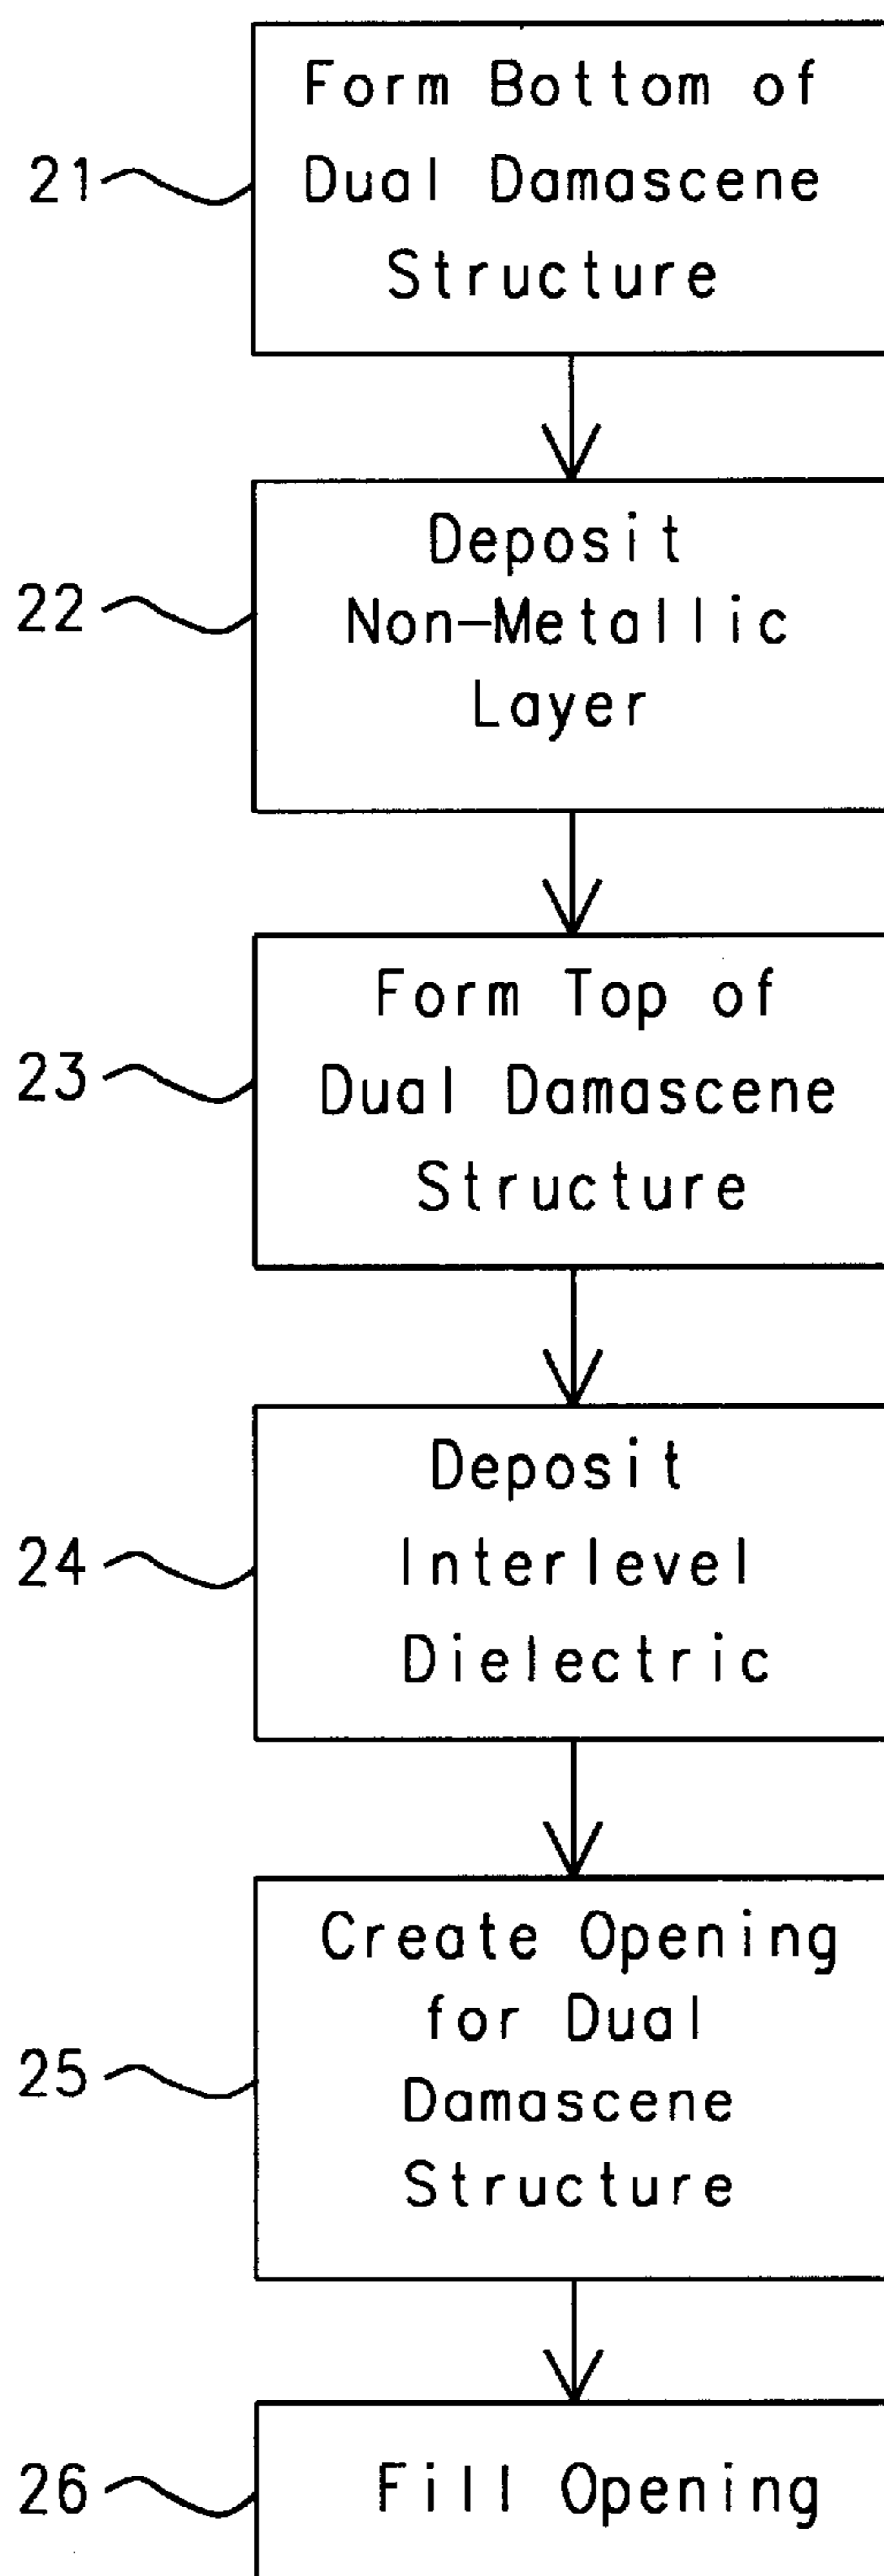 Form Bottom of
21 Dual Damascene
Structure
Deposit
22 Non-Metallic
Layer
Form Top of
23 Dual Damascene
Structure
Deposit
24 Interlevel
Dielectric
Create Opening
for Dual
25 Damascene
Structure
26 Fill Opening